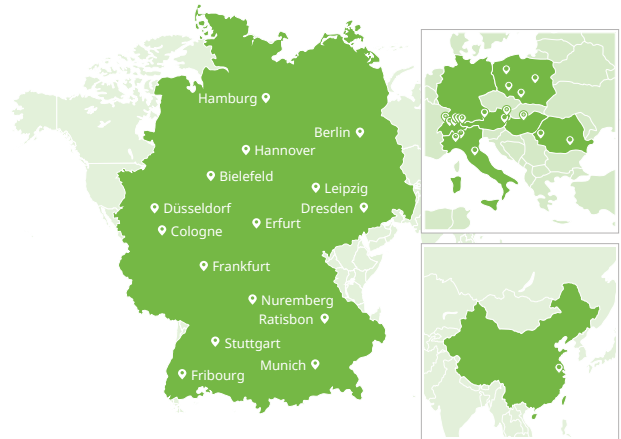 Hamburg
Berlin
Hannover
Bielefeld
Leipzig
Düsseldorf
Dresden
Erfurt
Cologne
Frankfurt
Nuremberg
Ratisbon
Stuttgart
Munich
Fribourg